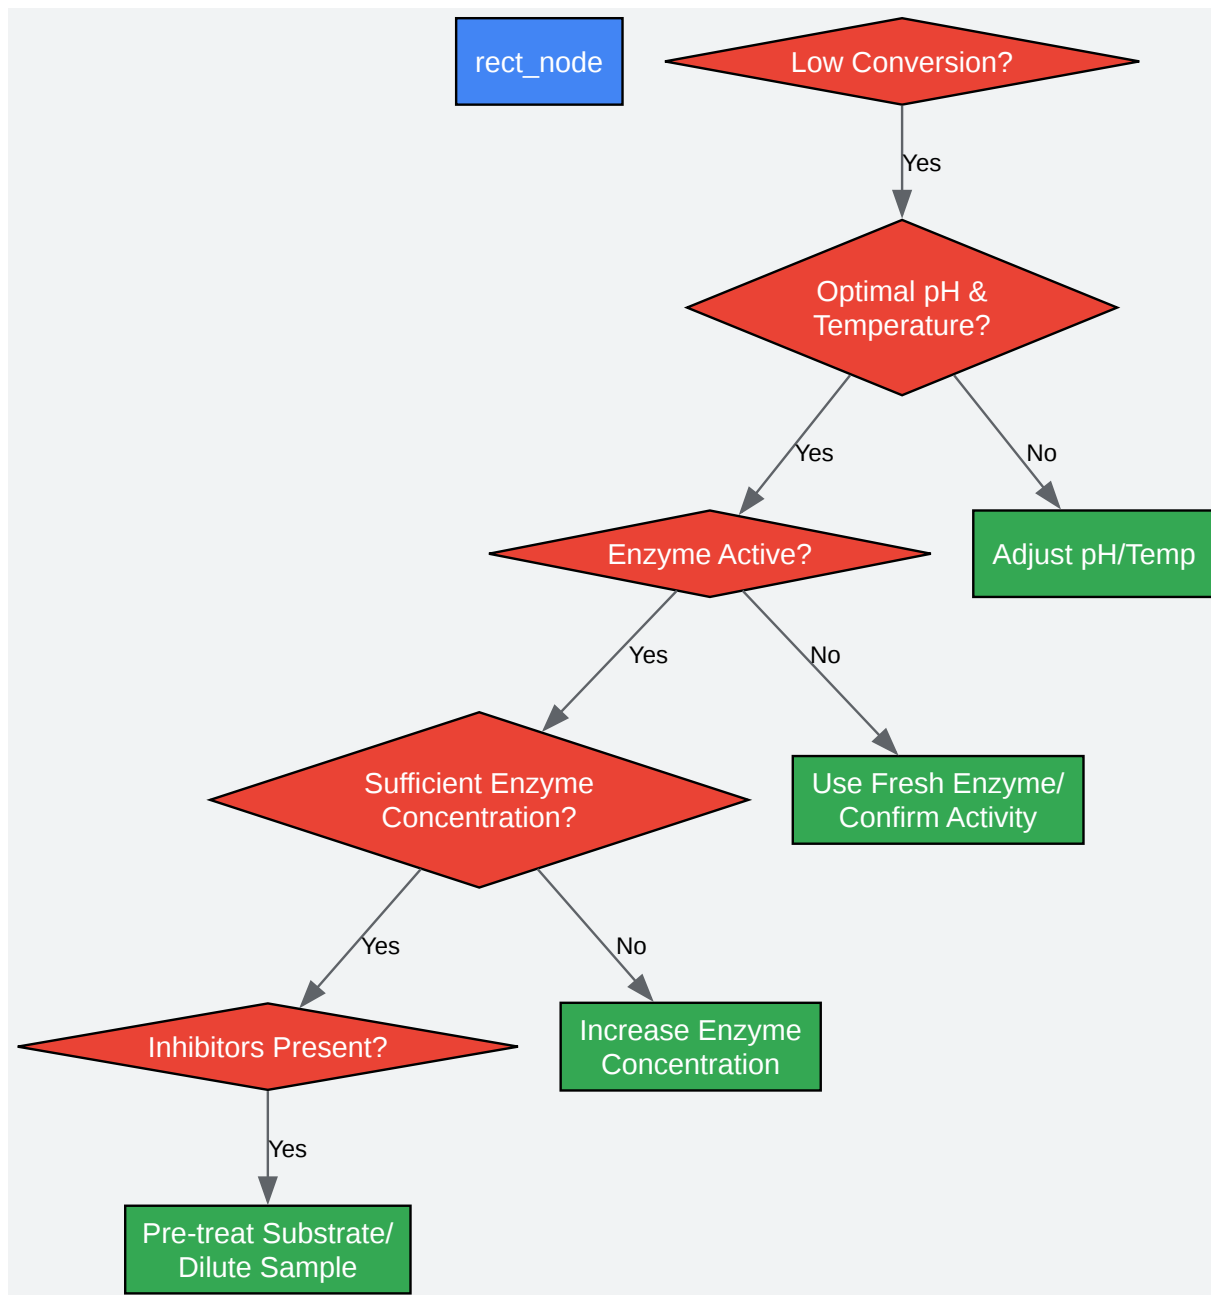 rect_node
Low Conversion?
Yes
Optimal pH &
Temperature?
Yes
No
Enzyme Active?
Adjust pH/Temp
Yes
No
Sufficient Enzyme
Concentration?
Use Fresh Enzyme/
Confirm Activity
Yes
No
Inhibitors Present?
Increase Enzyme
Concentration
Yes
Pre-treat Substrate/
Dilute Sample